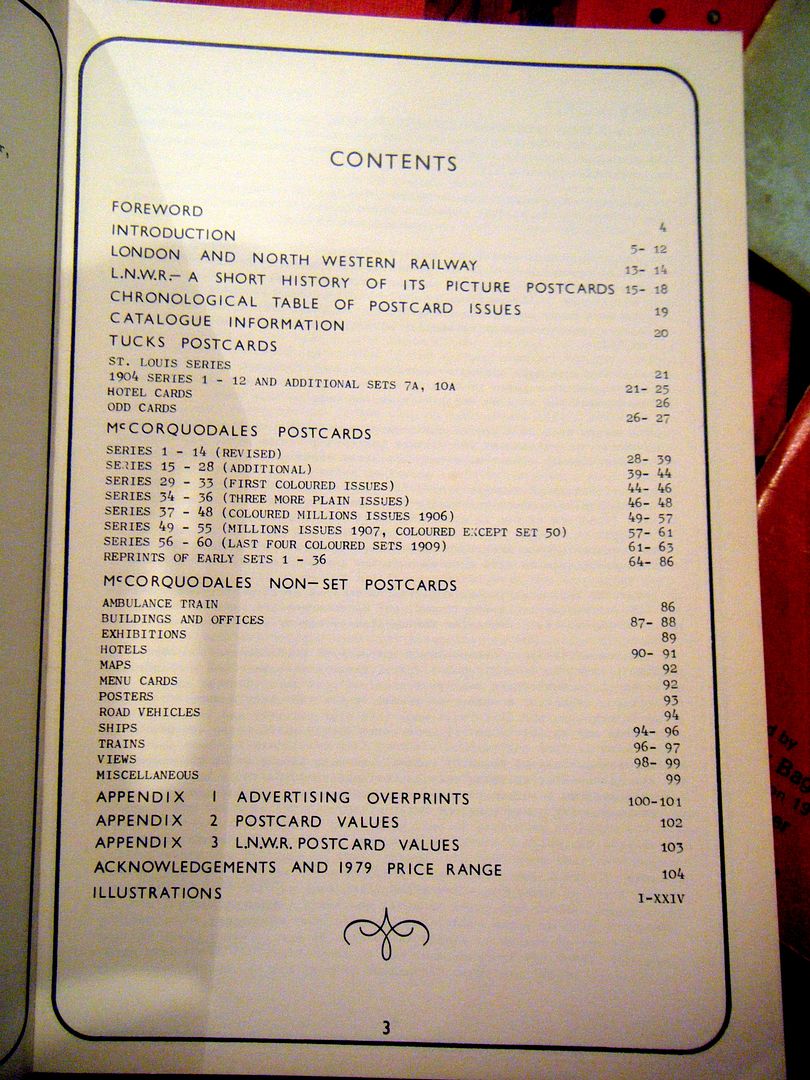 CONTENTS
FOREWORD 4
INTRODUCTION 5- 12
LONDON AND NORTH WESTERN RAILWAY 13- 14
L.N.W.R.— A SHORT HISTORY OF ITS PICTURE POSTCARDS 15- 18
CHRONOLOGICAL TABLE OF POSTCARD ISSUES 19
CATALOGUE INFORMATION 20
TUCKS POSTCARDS
ST. LOUIS SERIES 21
1904 SERIES 1 - 12 AND ADDITIONAL SETS 7A, 10A 21- 25
HOTEL CARDS 26
ODD CARDS 26- 27
McCORQUODALES POSTCARDS
SERIES 1 - 14 (REVISED) 28- 39
SERIES 15 - 28 (ADDITIONAL) 39- 44
SERIES 29 - 33 (FIRST COLOURED ISSUES) 44- 46
SERIES 34 - 36 (THREE MORE PLAIN ISSUES) 46- 48
SERIES 37 - 48 (COLOURED MILLIONS ISSUES 1906) 49- 57
SERIES 49 - 55 (MILLIONS ISSUES 1907, COLOURED EXCEPT SET 50) 57- 61
SERIES 56 - 60 (LAST FOUR COLOURED SETS 1909) 61- 63
REPRINTS OF EARLY SETS 1 - 36 64- 86
McCORQUODALES NON—SET POSTCARDS
AMBULANCE TRAIN 86
BUILDINGS AND OFFICES 87- 88
EXHIBITIONS 89
HOTELS 90- 91
MAPS 92
MENU CARDS 92
POSTERS 93
ROAD VEHICLES 94
SHIPS 94- 96
TRAINS 96- 97
VIEWS 98- 99
MISCELLANEOUS 99
APPENDIX 1 ADVERTISING OVERPRINTS 100-101
APPENDIX 2 POSTCARD VALUES 102
APPENDIX 3 L.N.W.R. POSTCARD VALUES 103
ACKNOWLEDGEMENTS AND 1979 PRICE RANGE 104
ILLUSTRATIONS I-XXIV
3
by